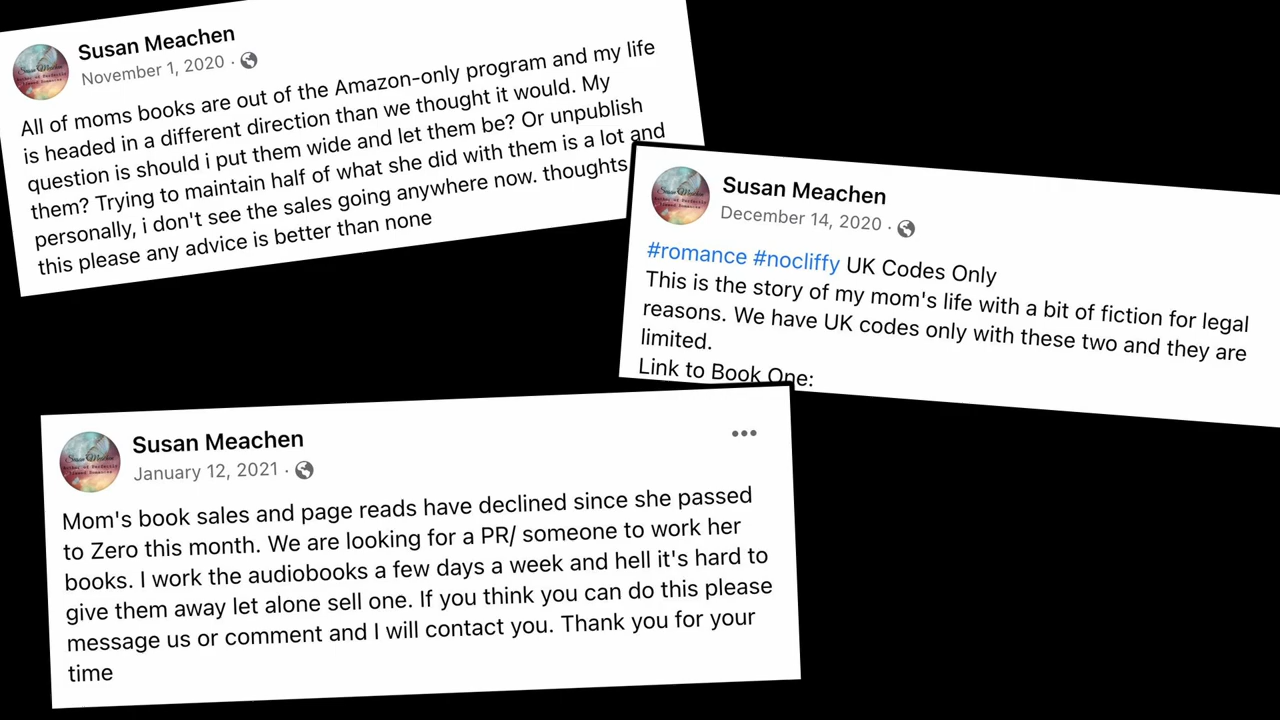 Susan Meachen
November 1, 2020
All of moms books are out of the Amazon-only program and my life
is headed in a different direction than we thought it would. My
question is should i put them wide and let them be? Or unpublish
them? Trying to maintain half of what she did with them is a lot and
personally, i don't see the sales going anywhere now. thoughts
this please any advice is better than none
Susan Meachen
December 14, 2020
#romance #nocliffy UK Codes Only
This is the story of my mom's life with a bit of fiction for legal
reasons. We have UK codes only with these two and they are
limited.
Link to Book One:
Susan Meachen
January 12, 2021
Mom's book sales and page reads have declined since she passed
to Zero this month. We are looking for a PR/ someone to work her
books. I work the audiobooks a few days a week and hell it's hard to
give them away let alone sell one. If you think you can do this please
message us or comment and I will contact you. Thank you for your
time